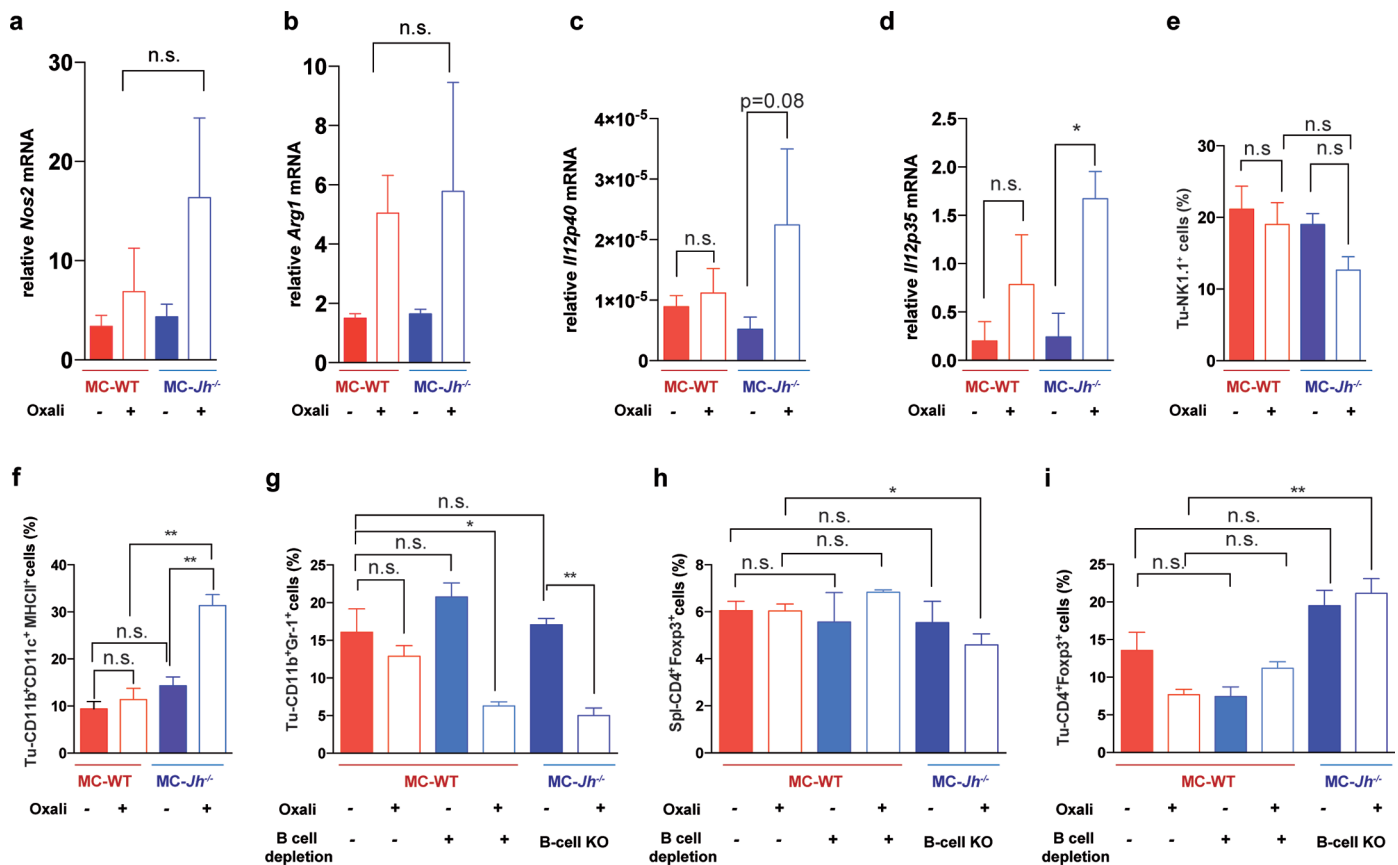 a
relative Nos2 mRNA
30
20
10
0
n.s.
MC-WT
MC-Jh-/-
Oxali
- + - +
b
relative Arg1 mRNA
10
8
6
4
2
0
n.s.
MC-WT
MC-Jh-/-
- + - +
c
relative Il12p40 mRNA
4×10-5
3×10-5
2×10-5
1×10-5
0
n.s.
p=0.08
MC-WT
MC-Jh-/-
Oxali
- + - +
d
relative Il12p35 mRNA
2.5
2.0
1.5
1.0
0.5
0.0
n.s.
*
MC-WT
MC-Jh-/-
Oxali
- + - +
e
Tu-NK1.1+ cells (%)
30
20
10
0
n.s
n.s
n.s
MC-WT
MC-Jh-/-
Oxali
- + - +
f
Tu-CD11b+CD11c+ MHCII+ cells (%)
40
30
20
10
0
**
**
n.s.
n.s.
MC-WT
MC-Jh-/-
Oxali
- + - +
g
Tu-CD11b+Gr-1+ cells (%)
25
20
15
10
5
0
n.s.
*
n.s.
n.s.
**
MC-WT
MC-Jh-/-
Oxali
- + - + - +
B cell
depletion
- - + + B-cell KO
h
Spl-CD4+Foxp3+ cells (%)
10
8
6
4
2
0
*
n.s.
n.s.
n.s.
MC-WT
MC-Jh-/-
Oxali
- + - + - +
B cell
depletion
- - + + B-cell KO
i
Tu-CD4+Foxp3+ cells (%)
25
20
15
10
5
0
**
n.s.
n.s.
n.s.
MC-WT
MC-Jh-/-
Oxali
- + - + - +
B cell
depletion
- - + + B-cell KO